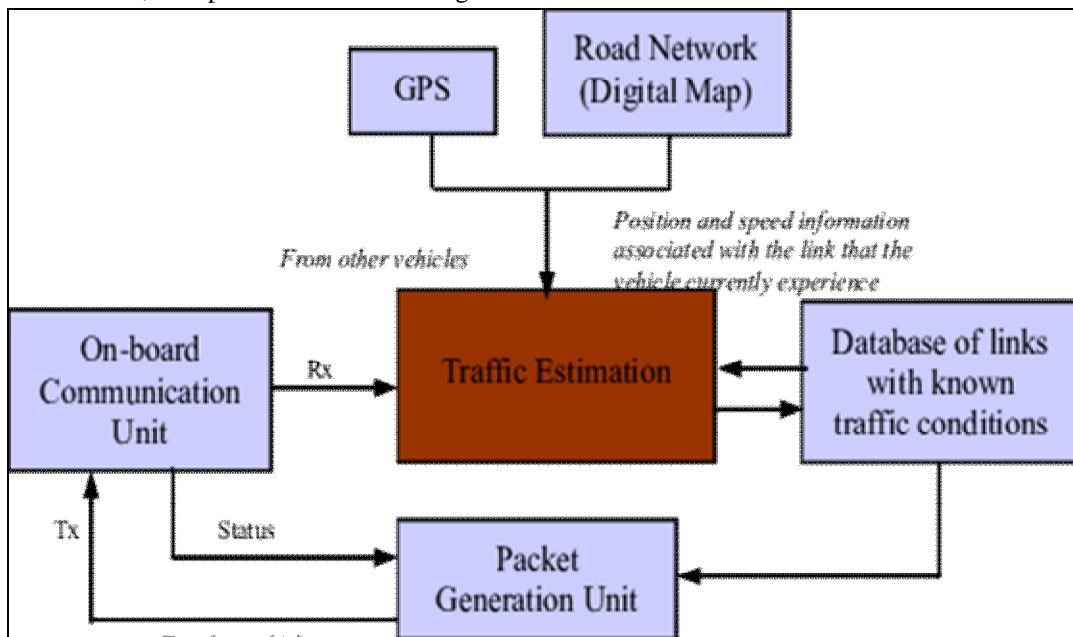 Road Network
(Digital Map)
GPS
Position and speed information
associated with the link that the
vehicle currently experience
From other vehicles
On-board
Communication
Unit
Rx
Traffic Estimation
Database of links
with known
traffic conditions
Tx
Status
Packet
Generation Unit